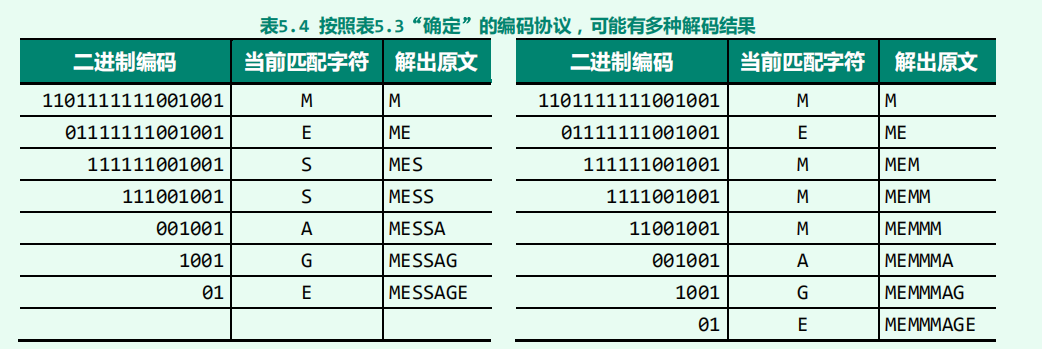 表5.4 按照表5.3“确定”的编码协议，可能有多种解码结果
二进制编码 当前匹配字符 解出原文 二进制编码 当前匹配字符 解出原文
1101111111001001 M M 1101111111001001 M M
01111111001001 E ME 01111111001001 E ME
111111001001 S MES 111111001001 M MEM
111001001 S MESS 1111001001 M MEMM
001001 A MESSA 11001001 M MEMMM
1001 G MESSAG 001001 A MEMMMA
01 E MESSAGE 1001 G MEMMMAG
01 E MEMMMAGE